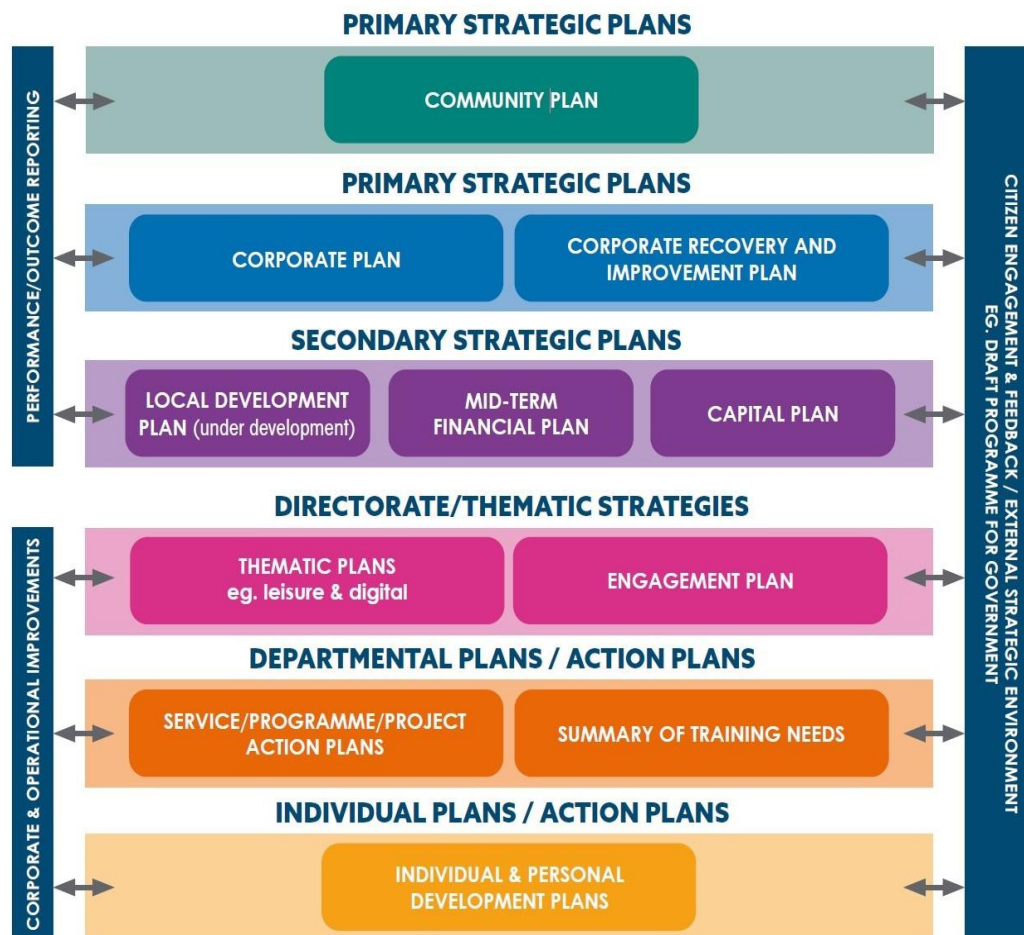 PRIMARY STRATEGIC PLANS
COMMUNITY PLAN
PRIMARY STRATEGIC PLANS
CORPORATE PLAN
CORPORATE RECOVERY AND
IMPROVEMENT PLAN
SECONDARY STRATEGIC PLANS
LOCAL DEVELOPMENT
PLAN (under development)
MID-TERM
FINANCIAL PLAN
CAPITAL PLAN
DIRECTORATE/THEMATIC STRATEGIES
THEMATIC PLANS
eg. leisure & digital
ENGAGEMENT PLAN
DEPARTMENTAL PLANS / ACTION PLANS
SERVICE/PROGRAMME/PROJECT
ACTION PLANS
SUMMARY OF TRAINING NEEDS
INDIVIDUAL PLANS / ACTION PLANS
INDIVIDUAL & PERSONAL
DEVELOPMENT PLANS
PERFORMANCE/OUTCOME REPORTING
CORPORATE & OPERATIONAL IMPROVEMENTS
CITIZEN ENGAGEMENT & FEEDBACK / EXTERNAL STRATEGIC ENVIRONMENT
EG. DRAFT PROGRAMME FOR GOVERNMENT